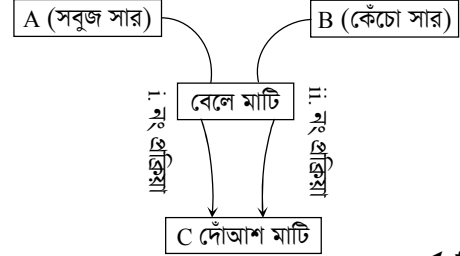 A (সবুজ সার)
B (কেঁচো সার)
বেলে মাটি
i. নং প্রক্রিয়া
ii. নং প্রক্রিয়া
C দোঁআশ মাটি